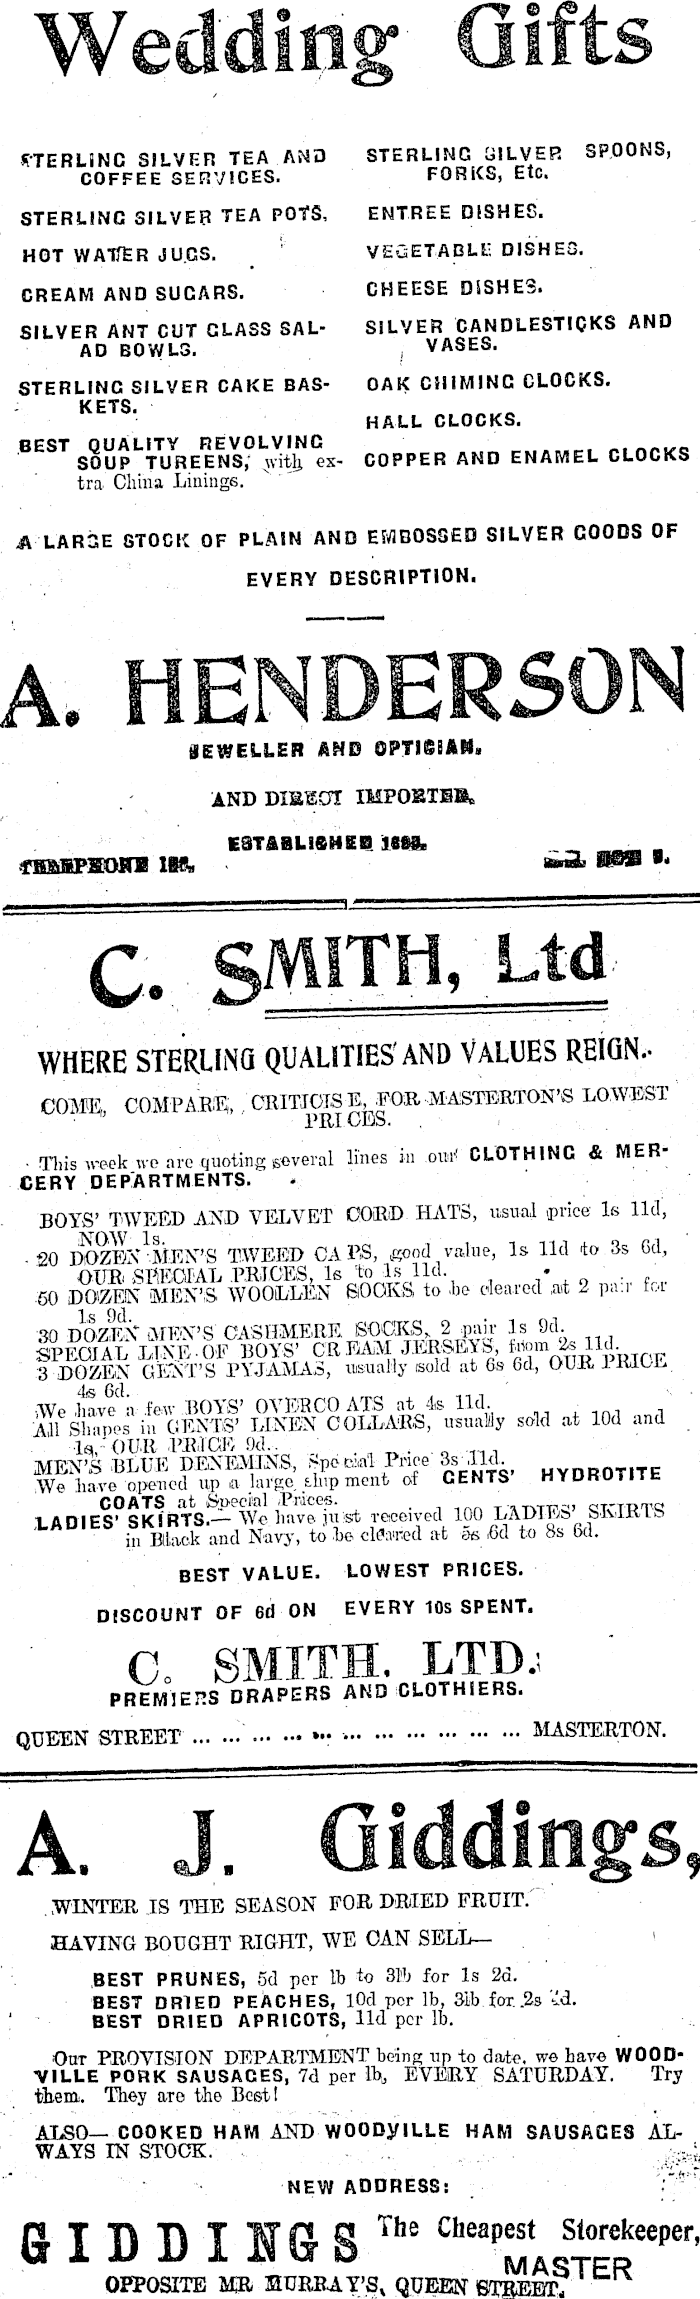 Wedding Gifts
STERLING SILVER TEA AND
COFFEE SERVICES.
STERLING SILVER TEA POTS,
HOT WATER JUGS.
CREAM AND SUGARS.
SILVER ANT CUT GLASS SAL-
AD BOWLS.
STERLING SILVER CAKE BAS-
KETS.
BEST QUALITY REVOLVING
SOUP TUREENS, with ex-
tra China Linings.
STERLING SILVER SPOONS,
FORKS, Etc.
ENTREE DISHES.
VEGETABLE DISHES.
CHEESE DISHES.
SILVER CANDLESTICKS AND
VASES.
OAK CHIMING CLOCKS.
HALL CLOCKS.
COPPER AND ENAMEL CLOCKS
A LARGE STOCK OF PLAIN AND EMBOSSED SILVER GOODS OF
EVERY DESCRIPTION.
A. HENDERSON
JEWELLER AND OPTICIAN.
AND DIRECT IMPORTER,
ESTABLISHED
TELEPHONE
C. SMITH, Ltd
WHERE STERLING QUALITIES AND VALUES REIGN.
COME, COMPARE, CRITICISE, FOR MASTERTON'S LOWEST
PRICES.
This week we are quoting several lines in our CLOTHING & MER-
CERY DEPARTMENTS.
BOYS' TWEED AND VELVET CORD HATS, usual price 1s 11d,
NOW 1s.
20 DOZEN MEN'S TWEED CAPS, good value, 1s 11d to 3s 6d,
OUR SPECIAL PRICES, 1s to 1s 11d.
50 DOZEN MEN'S WOOLLEN SOCKS to be cleared at 2 pair for
1s 9d.
30 DOZEN MEN'S CASHMERE SOCKS, 2 pair 1s 9d.
SPECIAL LINE OF BOYS' CREAM JERSEYS, from 2s 11d.
3 DOZEN GENT'S PYJAMAS, usually sold at 6s 6d, OUR PRICE
4s 6d.
We have a few BOYS' OVERCOATS at 4s 11d.
All Shapes in GENTS' LINEN COLLARS, usually sold at 10d and
1s, OUR PRICE 9d.
MEN'S BLUE DENEMINS, Special Price 3s 11d.
We have opened up a large shipment of GENTS' HYDROTITE
COATS at Special Prices.
LADIES' SKIRTS.— We have just received 100 LADIES' SKIRTS
in Black and Navy, to be cleared at 5s 6d to 8s 6d.
BEST VALUE. LOWEST PRICES.
DISCOUNT OF 6d ON EVERY 10s SPENT.
C. SMITH. LTD.
PREMIERS DRAPERS AND CLOTHIERS.
QUEEN STREET ... ... ... ... ... ... ... ... ... ... ... MASTERTON.
A. J. Giddings,
WINTER IS THE SEASON FOR DRIED FRUIT.
HAVING BOUGHT RIGHT, WE CAN SELL—
BEST PRUNES, 5d per lb to 3lb for 1s 2d.
BEST DRIED PEACHES, 10d per lb, 3lb for 2s
BEST DRIED APRICOTS, 11d per lb.
Our PROVISION DEPARTMENT being up to date, we have WOOD-
VILLE PORK SAUSAGES, 7d per lb, EVERY SATURDAY. Try
them. They are the Best!
ALSO— COOKED HAM AND WOODVILLE HAM SAUSAGES AL-
WAYS IN STOCK.
NEW ADDRESS:
GIDDINGS The Cheapest Storekeeper,
MASTER
OPPOSITE MR MURRAY'S, QUEEN STREET.